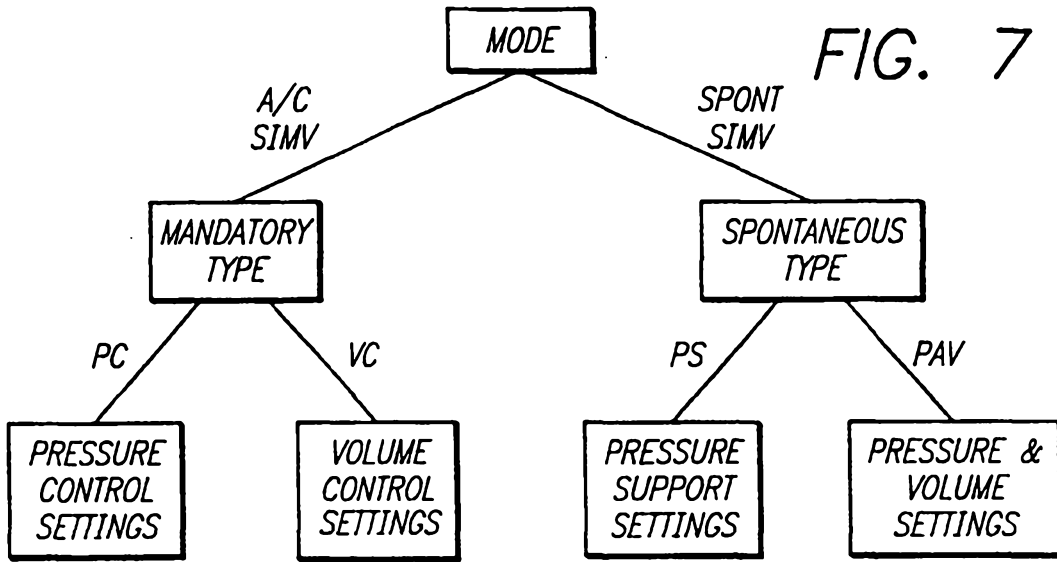 MODE
FIG. 7
A/C
SIMV
SPONT
SIMV
MANDATORY
TYPE
SPONTANEOUS
TYPE
PC
VC
PS
PAV
PRESSURE
CONTROL
SETTINGS
VOLUME
CONTROL
SETTINGS
PRESSURE
SUPPORT
SETTINGS
PRESSURE &
VOLUME
SETTINGS